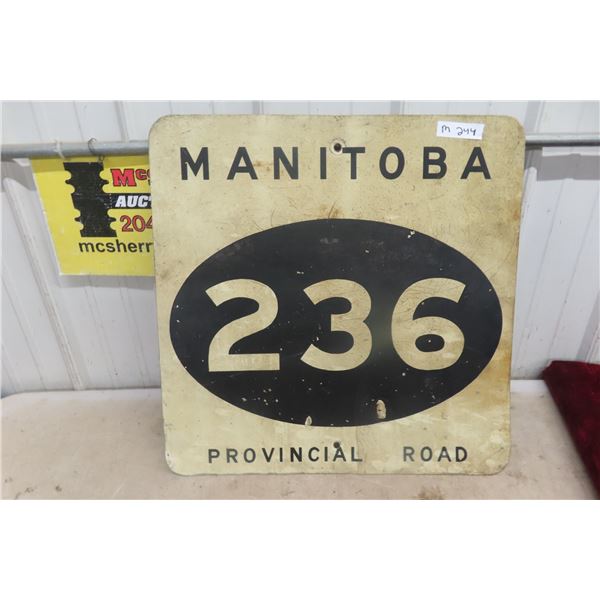 M 244
MANITOBA
236
PROVINCIAL ROAD
204
mcsherr